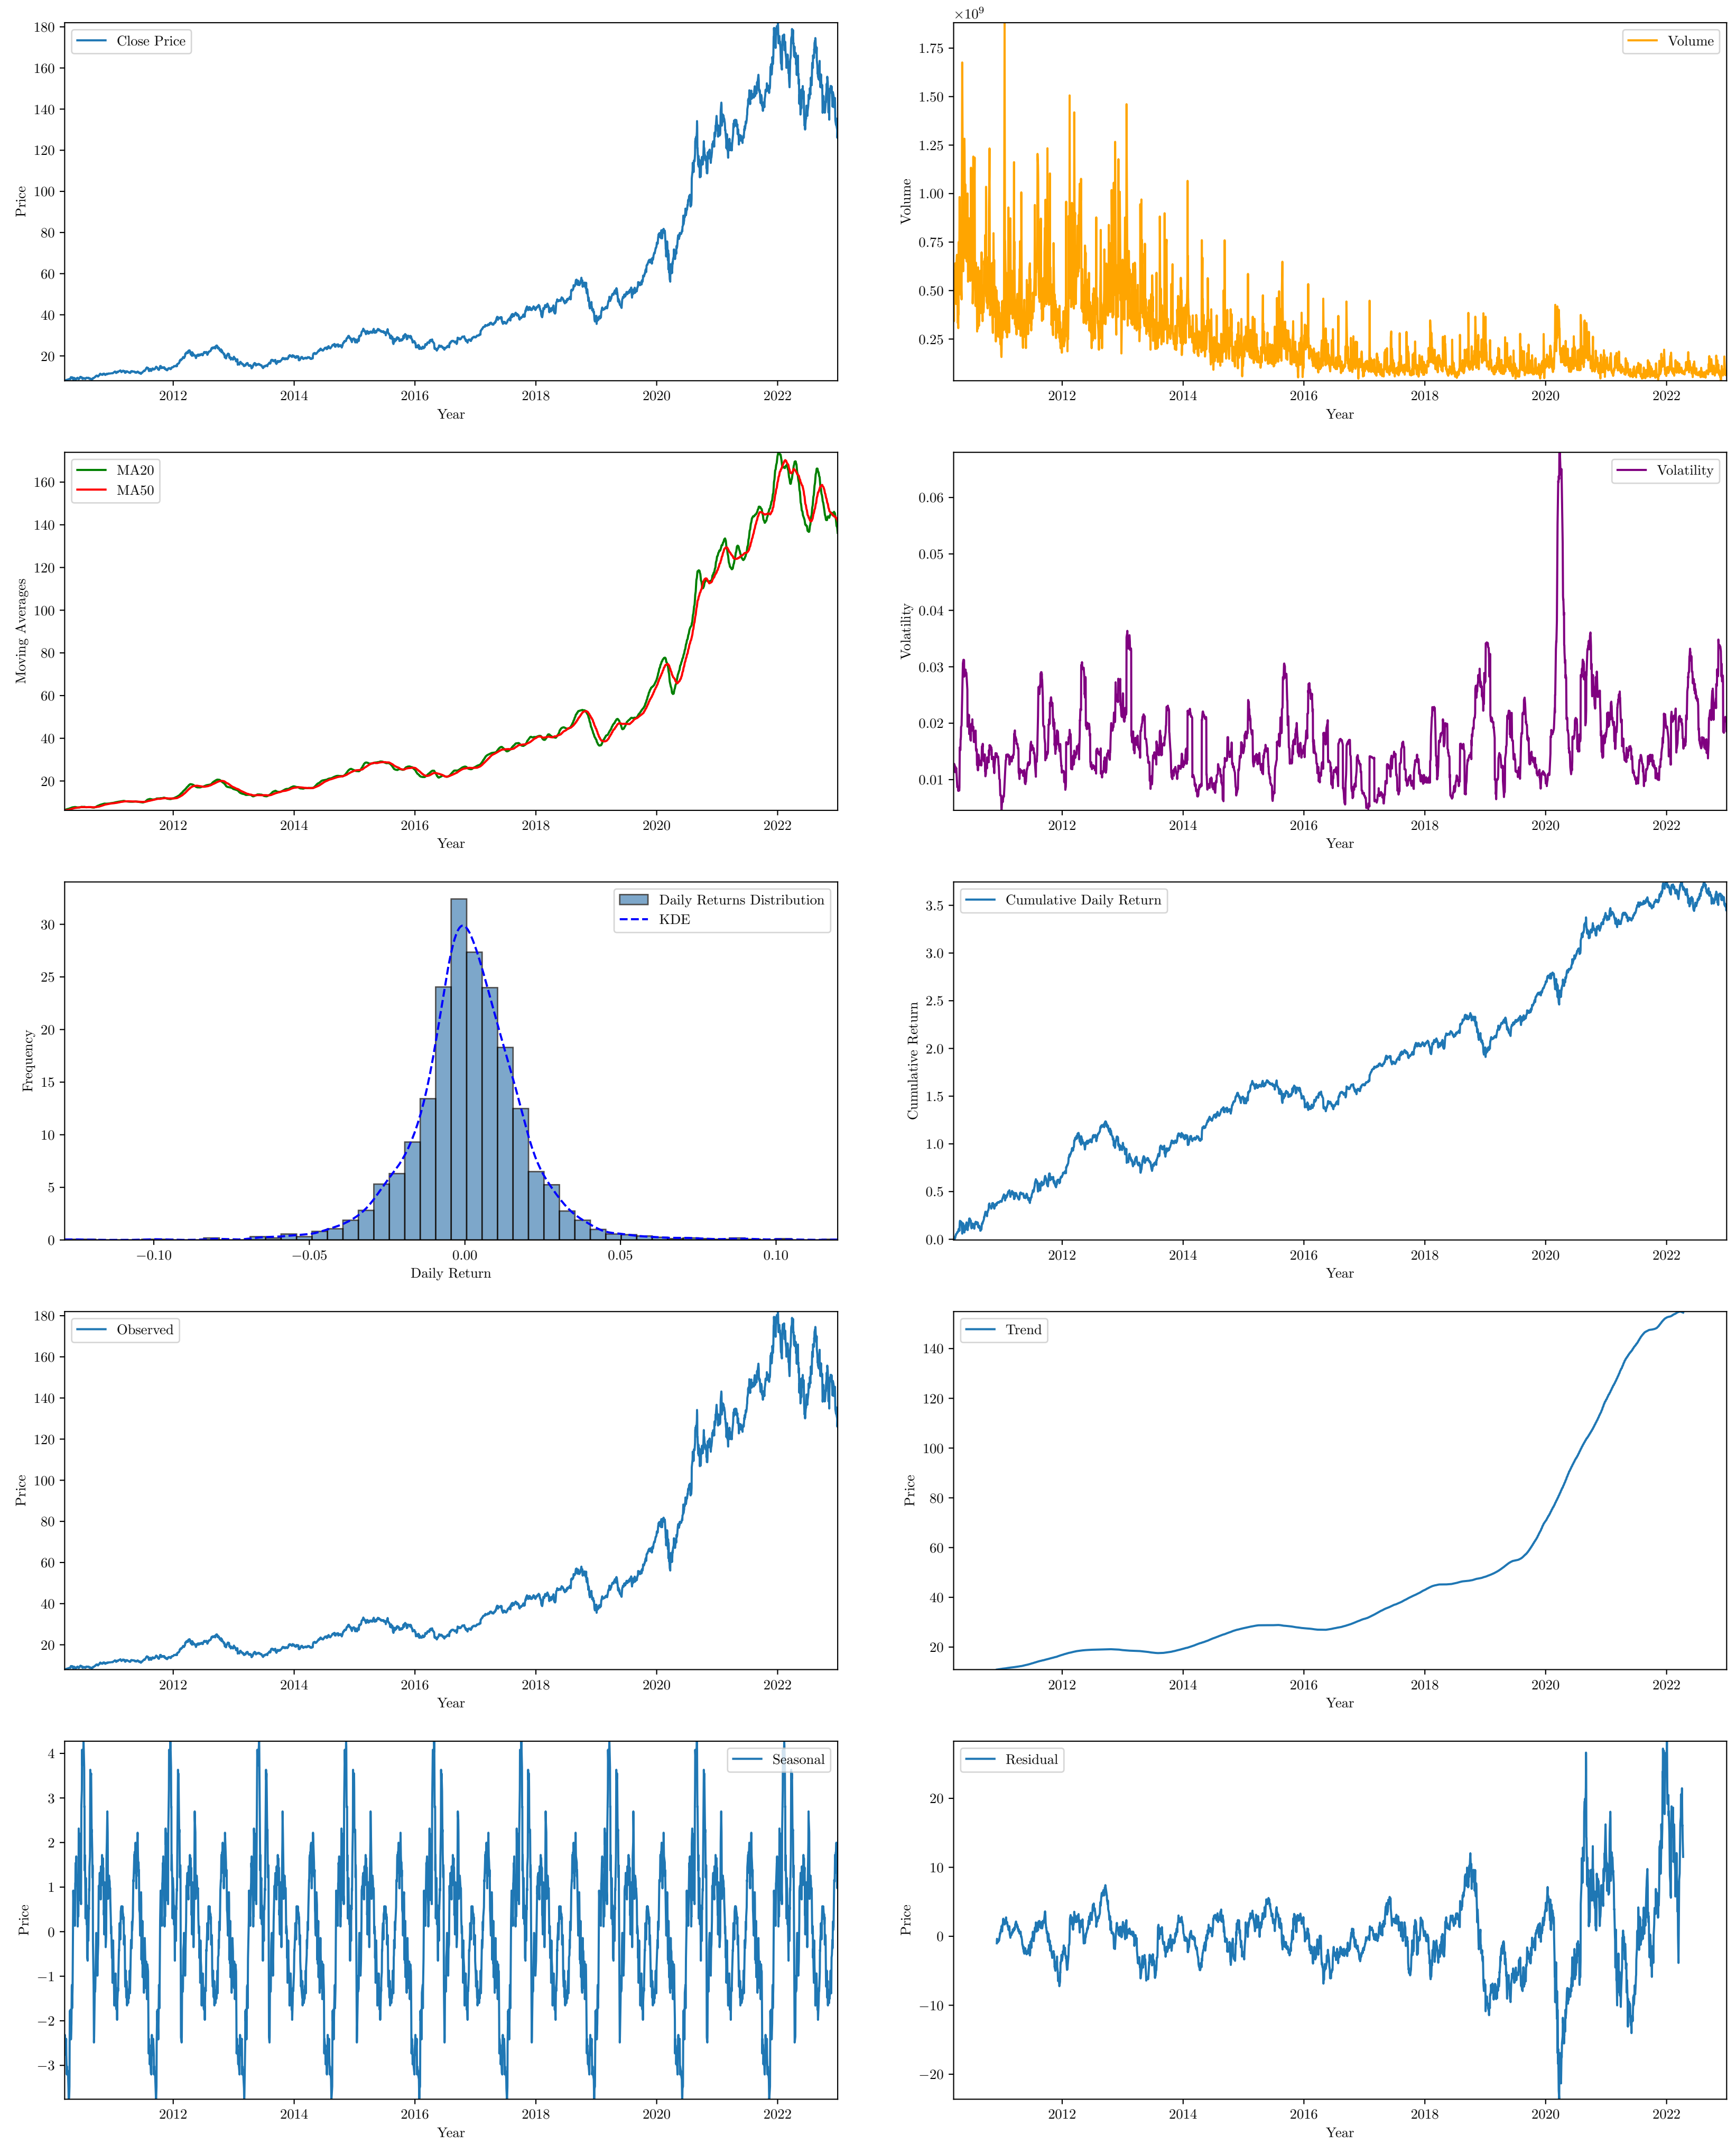 180
160
140
120
100
80
60
40
20
Price
Close Price
2012 2014 2016 2018 2020 2022
Year
×10⁹
1.75
1.50
1.25
1.00
0.75
0.50
0.25
Volume
Volume
2012 2014 2016 2018 2020 2022
Year
160
140
120
100
80
60
40
20
Moving Averages
MA20
MA50
2012 2014 2016 2018 2020 2022
Year
0.06
0.05
0.04
0.03
0.02
0.01
Volatility
Volatility
2012 2014 2016 2018 2020 2022
Year
30
25
20
15
10
5
0
Frequency
Daily Returns Distribution
KDE
−0.10 −0.05 0.00 0.05 0.10
Daily Return
3.5
3.0
2.5
2.0
1.5
1.0
0.5
0.0
Cumulative Return
Cumulative Daily Return
2012 2014 2016 2018 2020 2022
Year
180
160
140
120
100
80
60
40
20
Price
Observed
2012 2014 2016 2018 2020 2022
Year
140
120
100
80
60
40
20
Price
Trend
2012 2014 2016 2018 2020 2022
Year
4
3
2
1
0
−1
−2
−3
Price
Seasonal
2012 2014 2016 2018 2020 2022
Year
20
10
0
−10
−20
Price
Residual
2012 2014 2016 2018 2020 2022
Year